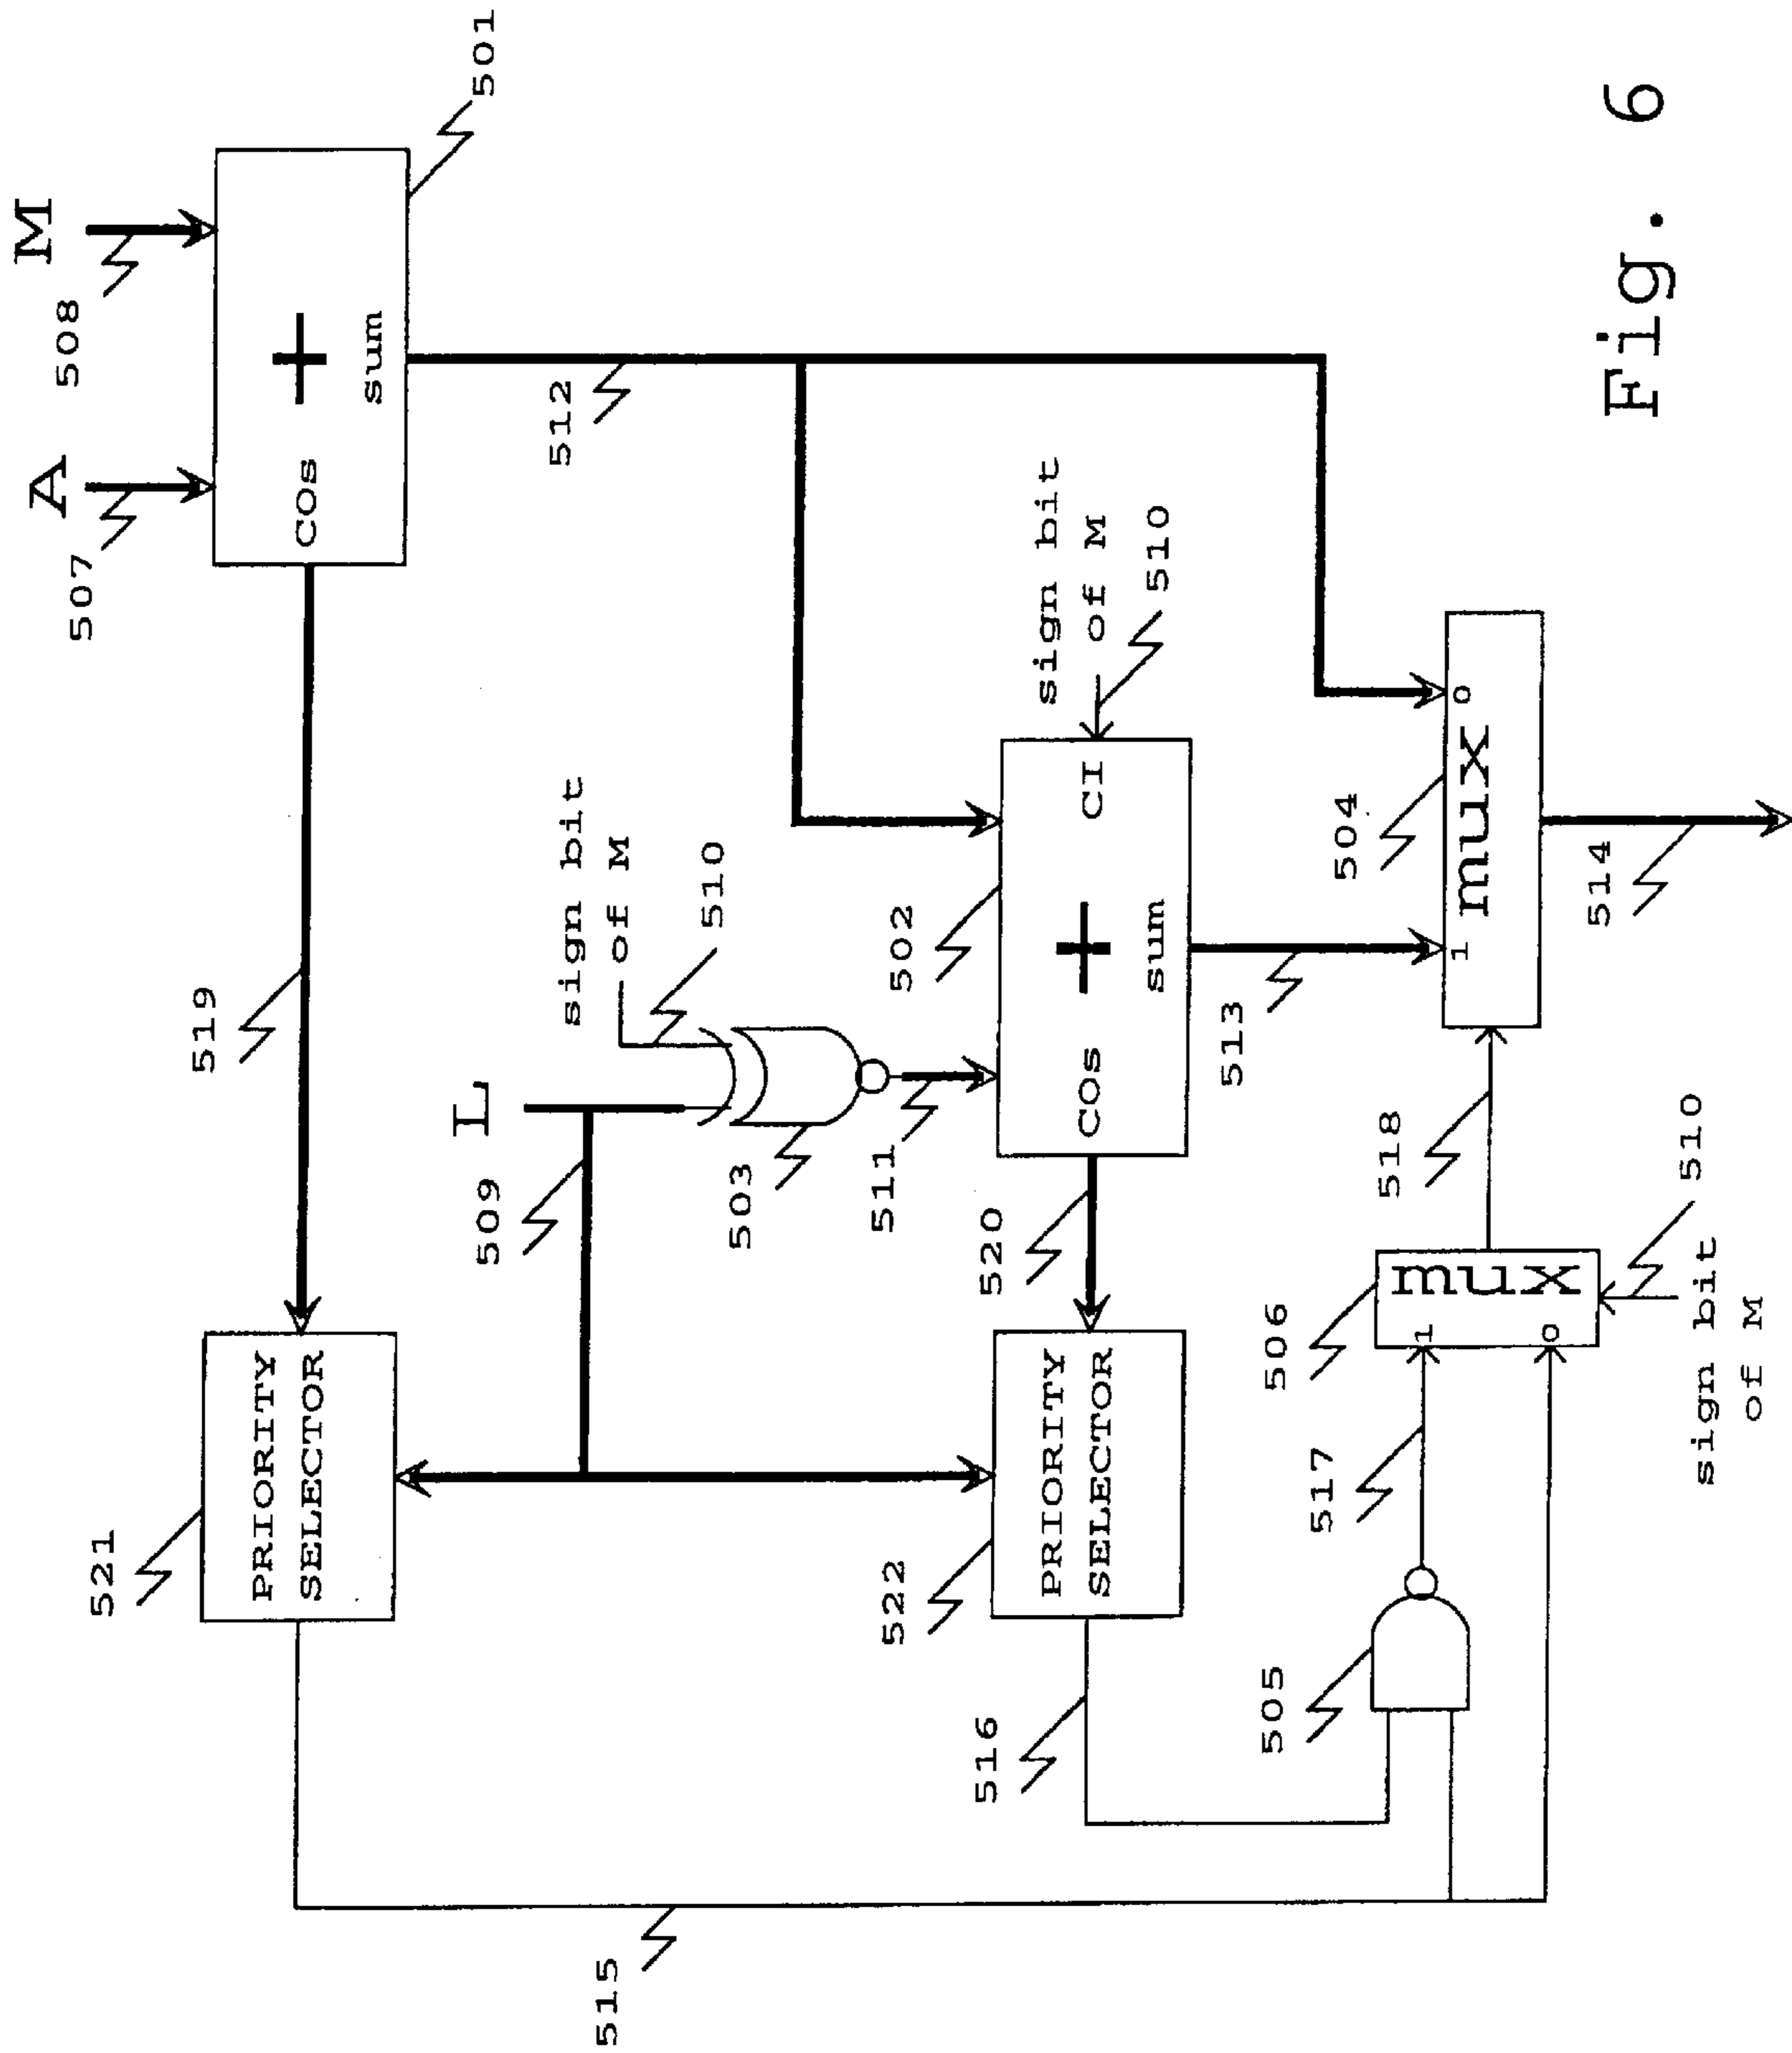 A
M
507
508
501
+
COs
sum
519
512
521
PRIORITY
SELECTOR
509
L
sign bit
of M
510
503
511
sign bit
of M
510
502
+
COs
CI
sum
520
522
PRIORITY
SELECTOR
513
504
1
mux
0
514
515
516
505
517
506
1
mux
0
518
510
sign bit
of M
Fig. 6